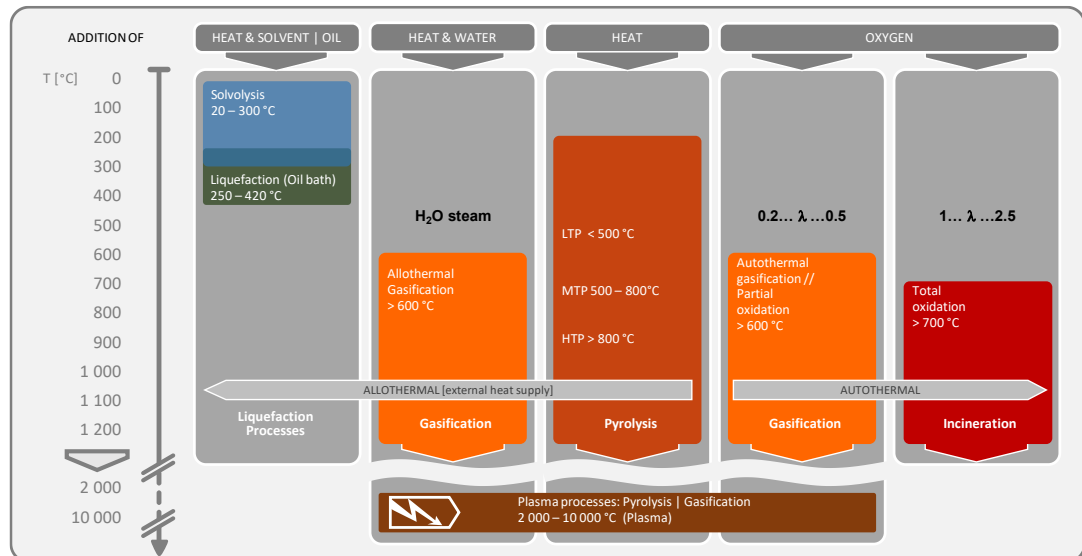 ADDITION OF
HEAT & SOLVENT | OIL
HEAT & WATER
HEAT
OXYGEN
T [°C]
0
100
200
300
400
500
600
700
800
900
1 000
1 100
1 200
2 000
10 000
Solvolysis
20 – 300 °C
Liquefaction (Oil bath)
250 – 420 °C
Liquefaction
Processes
H₂O steam
Allothermal
Gasification
> 600 °C
Gasification
LTP < 500 °C
MTP 500 – 800°C
HTP > 800 °C
Pyrolysis
0.2... λ ...0.5
Autothermal
gasification //
Partial
oxidation
> 600 °C
Gasification
1... λ ...2.5
Total
oxidation
> 700 °C
Incineration
ALLOTHERMAL [external heat supply]
AUTOTHERMAL
Plasma processes: Pyrolysis | Gasification
2 000 – 10 000 °C (Plasma)